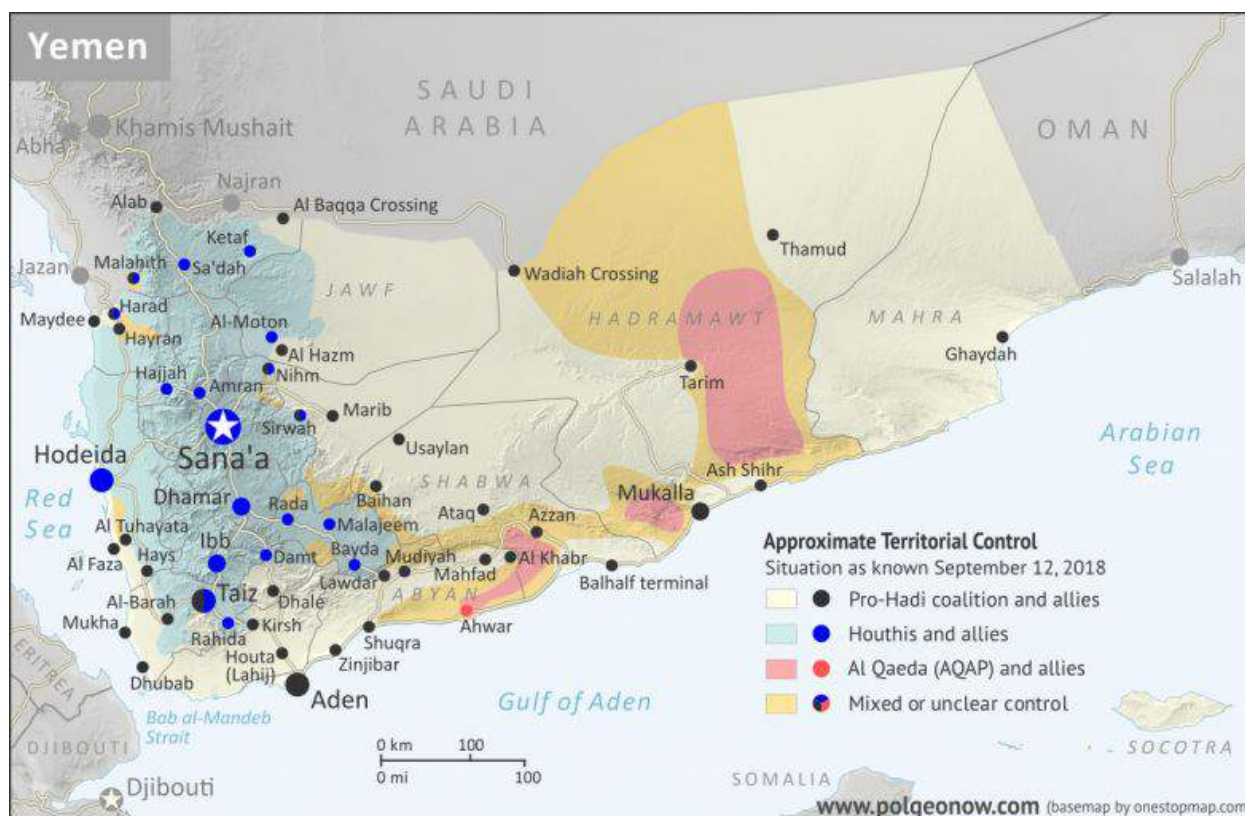 Yemen
SAUDI
ARABIA
OMAN
Khamis Mushait
Abha
Najran
Alab
Al Baqqa Crossing
Ketaf
Thamud
Jazan
Malahith
Sa'dah
Wadiah Crossing
Salalah
JAWF
Harad
Maydee
Hayran
Al-Moton
HADRAMAWT
MAHRA
Al Hazm
Ghaydah
Nihm
Hajjah
Amran
Tarim
Marib
Sirwah
Usaylan
Sana'a
Hodeida
Arabian
Sea
Ash Shihr
SHABWA
Red
Sea
Dhamar
Baihan
Mukalla
Rada
Malajeem
Ataq
Azzan
Al Tuhayata
Ibb
Al Faza
Hays
Damt
Bayda
Mudiyah
Al Khabr
Lawdar
Mahfad
Balhalf terminal
ABYAN
Al-Barah
Taiz
Dhale
Ahwar
Mukha
Rahida
Kirsh
Shuqra
Houta
(Lahij)
Zinjibar
Dhubab
Aden
Gulf of Aden
ERITREA
Bab al-Mandeb
Strait
DJIBOUTI
Djibouti
0 km 100
0 mi 100
Approximate Territorial Control
Situation as known September 12, 2018
Pro-Hadi coalition and allies
Houthis and allies
Al Qaeda (AQAP) and allies
Mixed or unclear control
SOCOTRA
SOMALIA
www.polgeonow.com (basemap by onestopmap.com)